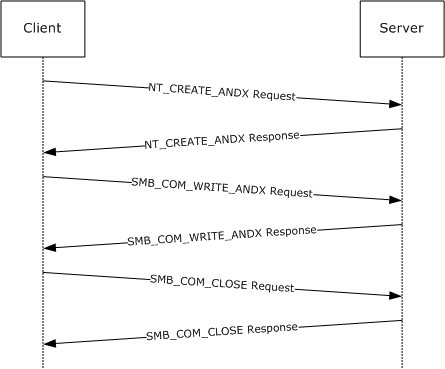 Client
Server
NT_CREATE_ANDX Request
NT_CREATE_ANDX Response
SMB_COM_WRITE_ANDX Request
SMB_COM_WRITE_ANDX Response
SMB_COM_CLOSE Request
SMB_COM_CLOSE Response